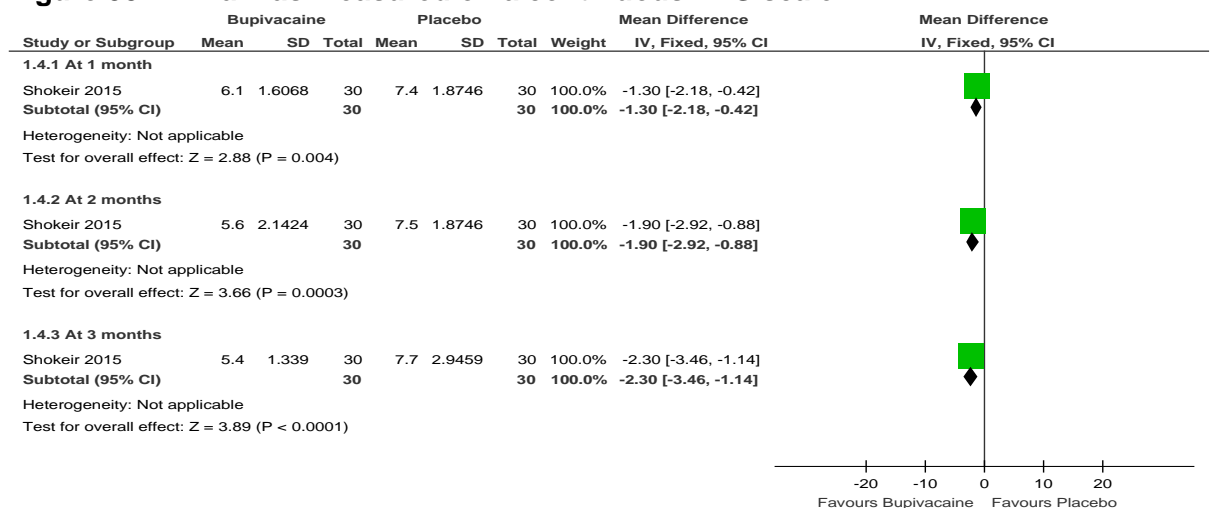 Bupivacaine Placebo Mean Difference Mean Difference
Study or Subgroup Mean SD Total Mean SD Total Weight IV, Fixed, 95% CI IV, Fixed, 95% CI
1.4.1 At 1 month
Shokeir 2015 6.1 1.6068 30 7.4 1.8746 30 100.0% -1.30 [-2.18, -0.42]
Subtotal (95% CI) 30 30 100.0% -1.30 [-2.18, -0.42]
Heterogeneity: Not applicable
Test for overall effect: Z = 2.88 (P = 0.004)
1.4.2 At 2 months
Shokeir 2015 5.6 2.1424 30 7.5 1.8746 30 100.0% -1.90 [-2.92, -0.88]
Subtotal (95% CI) 30 30 100.0% -1.90 [-2.92, -0.88]
Heterogeneity: Not applicable
Test for overall effect: Z = 3.66 (P = 0.0003)
1.4.3 At 3 months
Shokeir 2015 5.4 1.339 30 7.7 2.9459 30 100.0% -2.30 [-3.46, -1.14]
Subtotal (95% CI) 30 30 100.0% -2.30 [-3.46, -1.14]
Heterogeneity: Not applicable
Test for overall effect: Z = 3.89 (P < 0.0001)
-20 -10 0 10 20
Favours Bupivacaine Favours Placebo